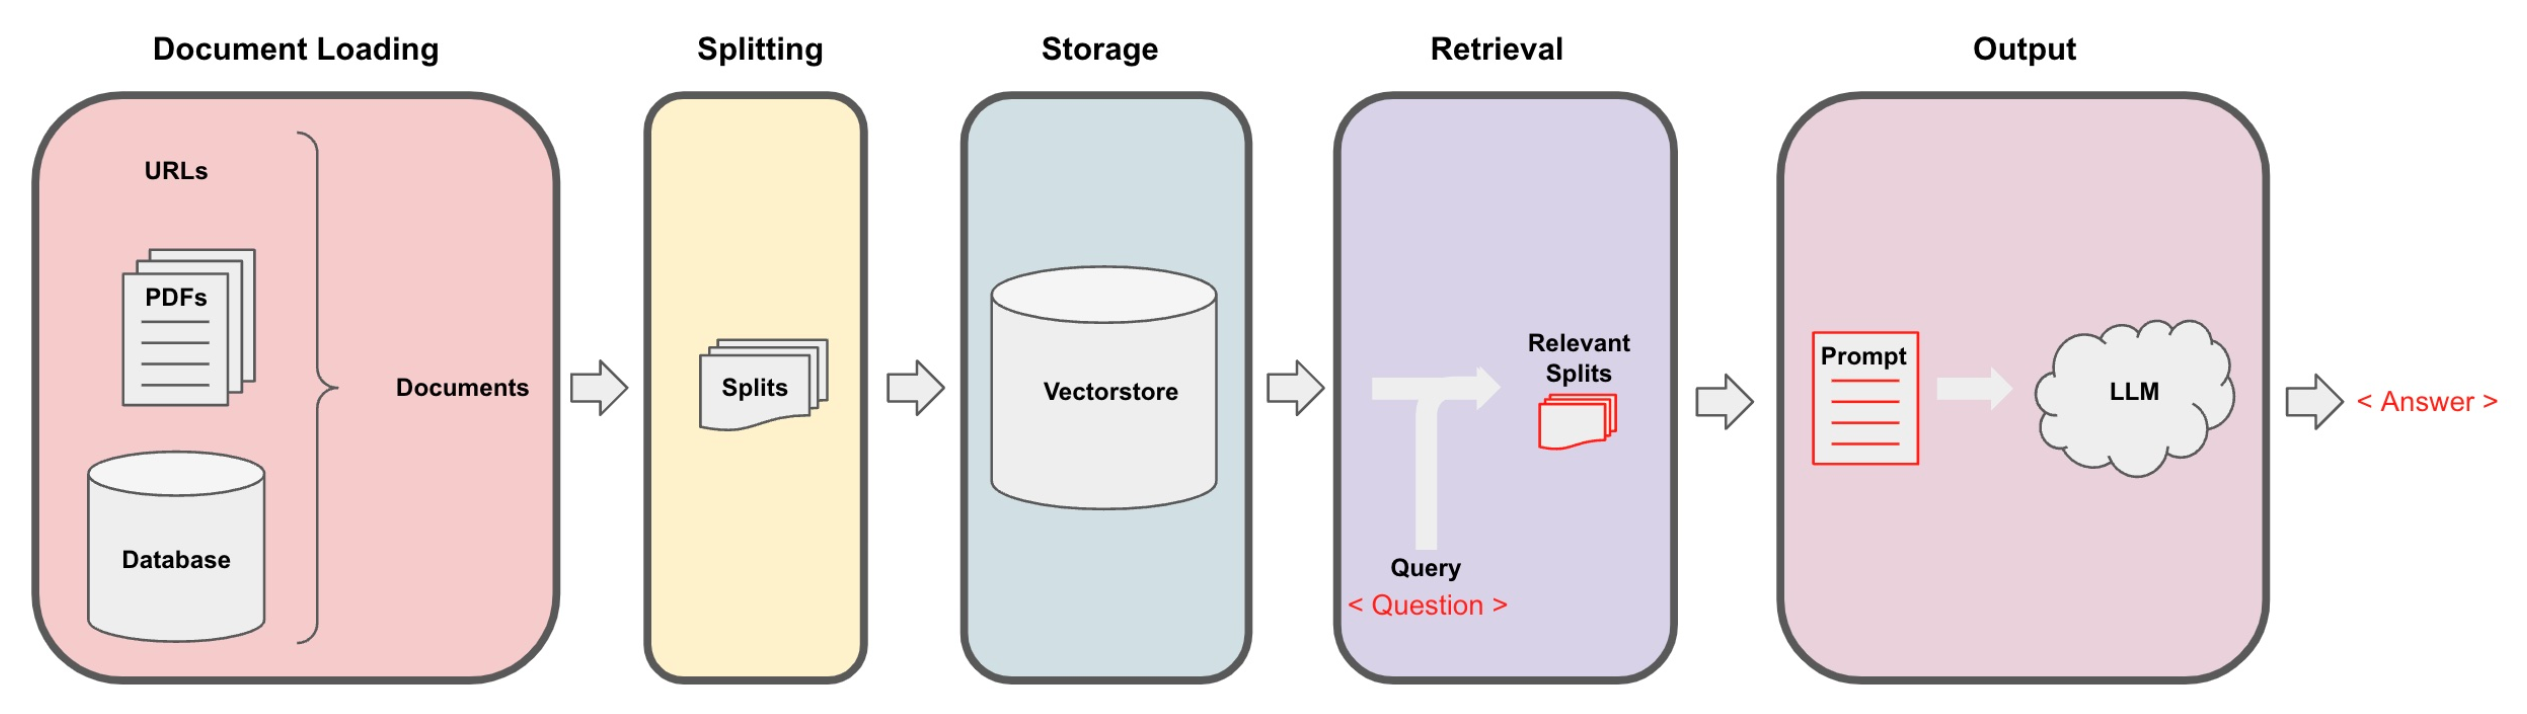 Document Loading
Splitting
Storage
Retrieval
Output
URLs
PDFs
Database
Documents
Splits
Vectorstore
Relevant
Splits
Query
< Question >
Prompt
LLM
< Answer >